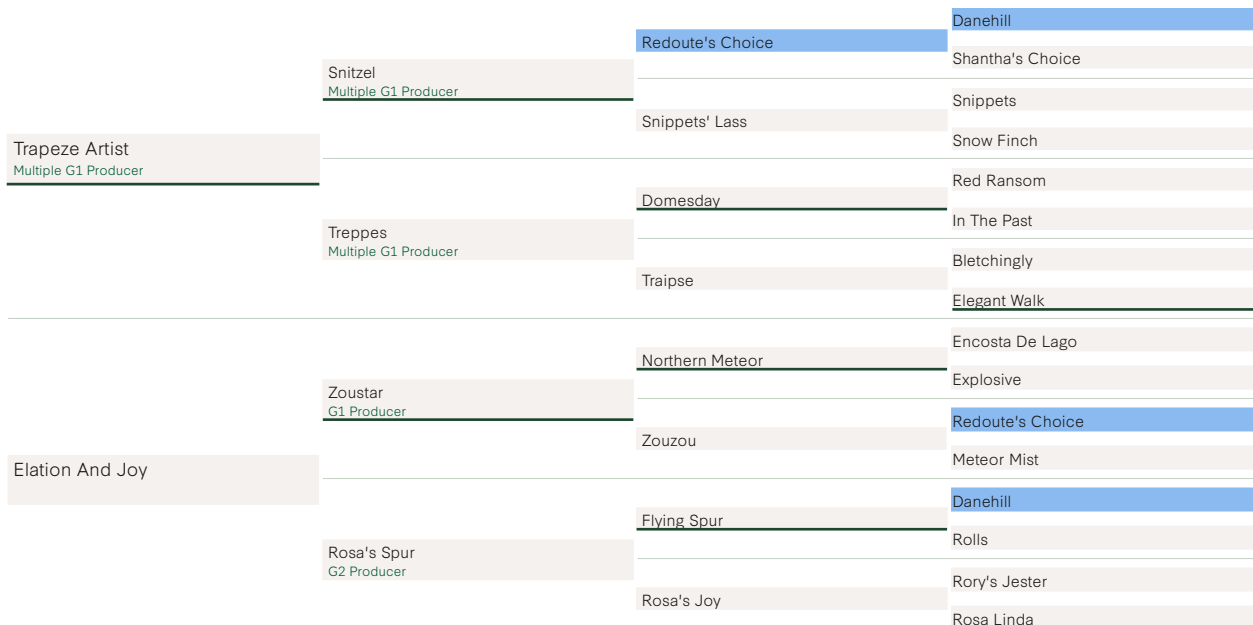 Trapeze Artist
Multiple G1 Producer
Elation And Joy
Snitzel
Multiple G1 Producer
Treppes
Multiple G1 Producer
Zoustar
G1 Producer
Rosa's Spur
G2 Producer
Redoute's Choice
Snippets' Lass
Domesday
Traipse
Northern Meteor
Zouzou
Flying Spur
Rosa's Joy
Danehill
Shantha's Choice
Snippets
Snow Finch
Red Ransom
In The Past
Bletchingly
Elegant Walk
Encosta De Lago
Explosive
Redoute's Choice
Meteor Mist
Danehill
Rolls
Rory's Jester
Rosa Linda